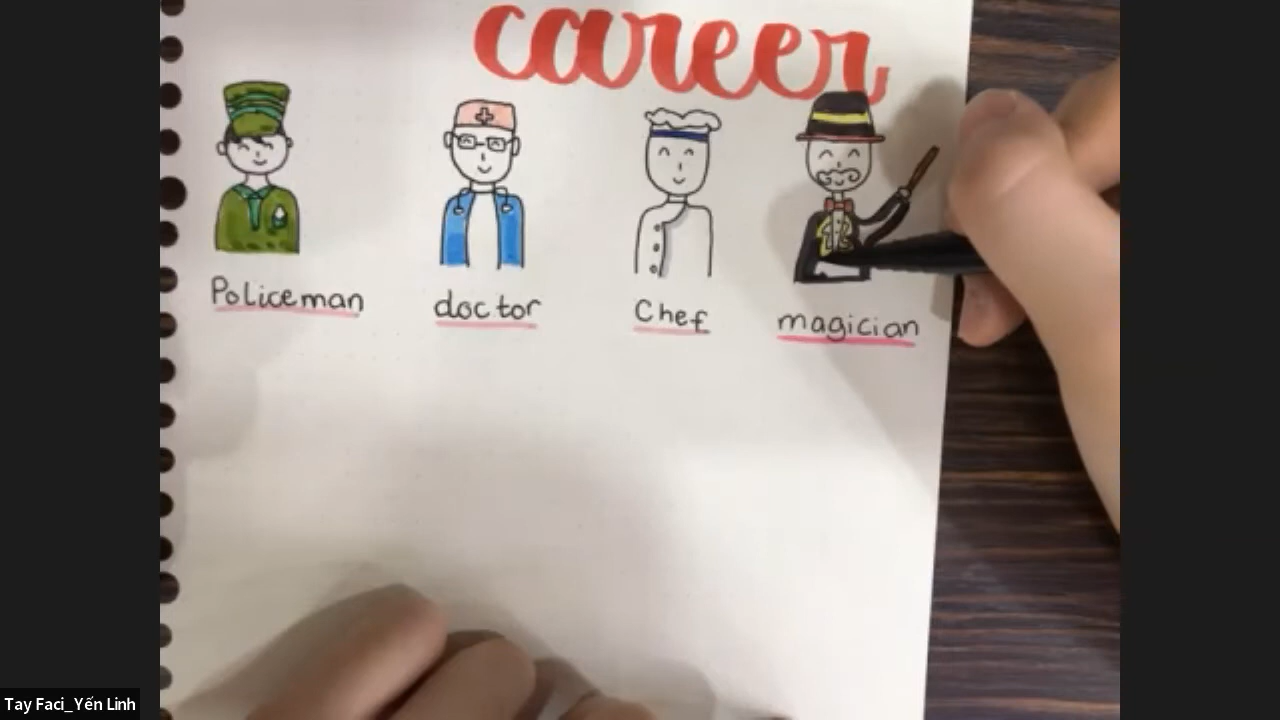 career
Policeman
doctor
Chef
magician
Tay Faci_Yến Linh